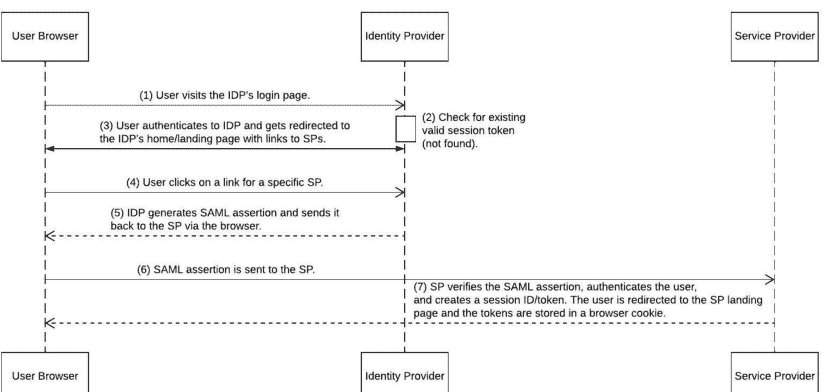 User Browser
Identity Provider
Service Provider
(1) User visits the IDP's login page.
(2) Check for existing
valid session token
(not found).
(3) User authenticates to IDP and gets redirected to
the IDP's home/landing page with links to SPs.
(4) User clicks on a link for a specific SP.
(5) IDP generates SAML assertion and sends it
back to the SP via the browser.
(6) SAML assertion is sent to the SP.
(7) SP verifies the SAML assertion, authenticates the user,
and creates a session ID/token. The user is redirected to the SP landing
page and the tokens are stored in a browser cookie.
User Browser
Identity Provider
Service Provider